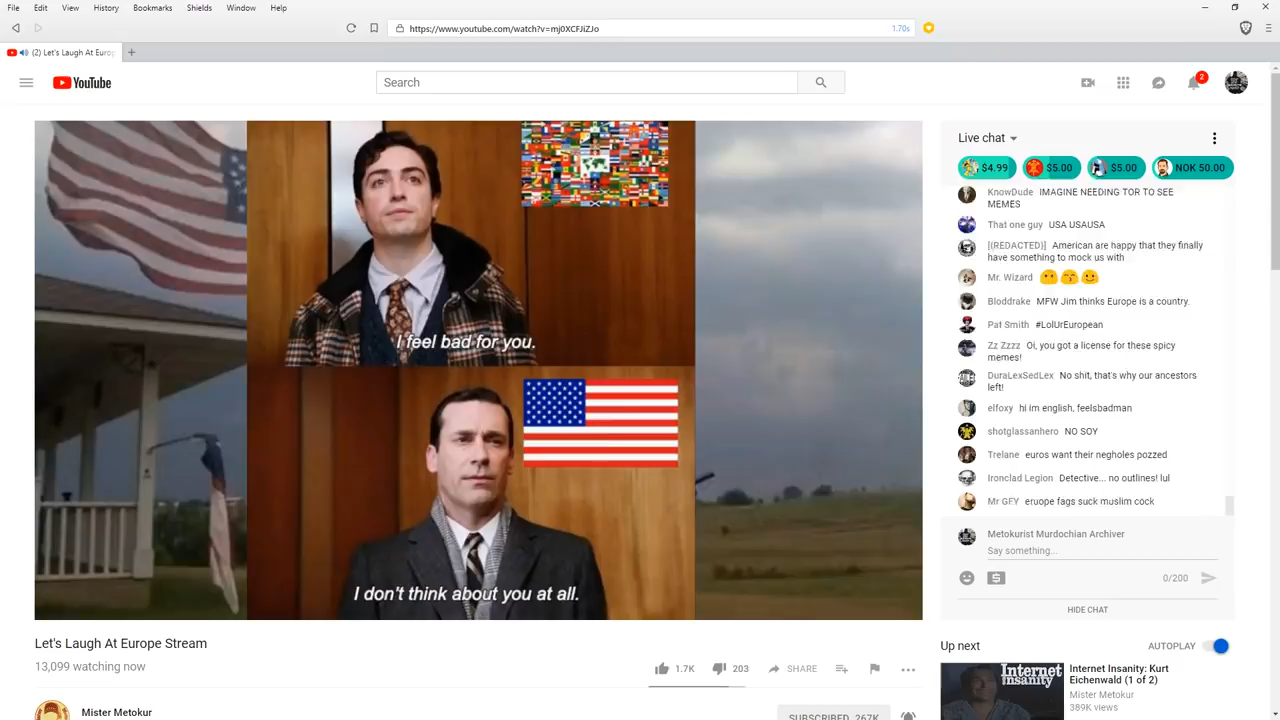 File Edit View History Bookmarks Shields Window Help
https://www.youtube.com/watch?v=mj0XCFJiZJo 1.70s
(2) Let's Laugh At Europ
YouTube
Search
2
Live chat
$4.99 $5.00 $5.00 NOK 50.00
KnowDude IMAGINE NEEDING TOR TO SEE
MEMES
That one guy USA USAUSA
[(REDACTED)] American are happy that they finally
have something to mock us with
Mr. Wizard
Bloddrake MFW Jim thinks Europe is a country.
Pat Smith #LolUrEuropean
Zz Zzzz Oi, you got a license for these spicy
memes!
DuraLexSedLex No shit, that's why our ancestors
left!
elfoxy hi im english, feelsbadman
shotglassanhero NO SOY
Trelane euros want their negholes pozzed
Ironclad Legion Detective... no outlines! lul
Mr GEY eruope fags suck muslim cock
Metokurist Murdochian Archiver
Say something...
0/200
HIDE CHAT
I feel bad for you.
I don't think about you at all.
Let's Laugh At Europe Stream
13,099 watching now
1.7K 203 SHARE
Mister Metokur
SUBSCRIBED 267K
Up next AUTOPLAY
Internet
insanity
Internet Insanity: Kurt
Eichenwald (1 of 2)
Mister Metokur
389K views